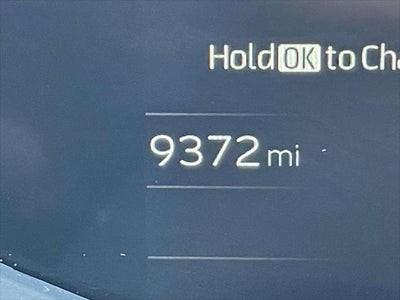 Hold OK to Cha
9372 mi